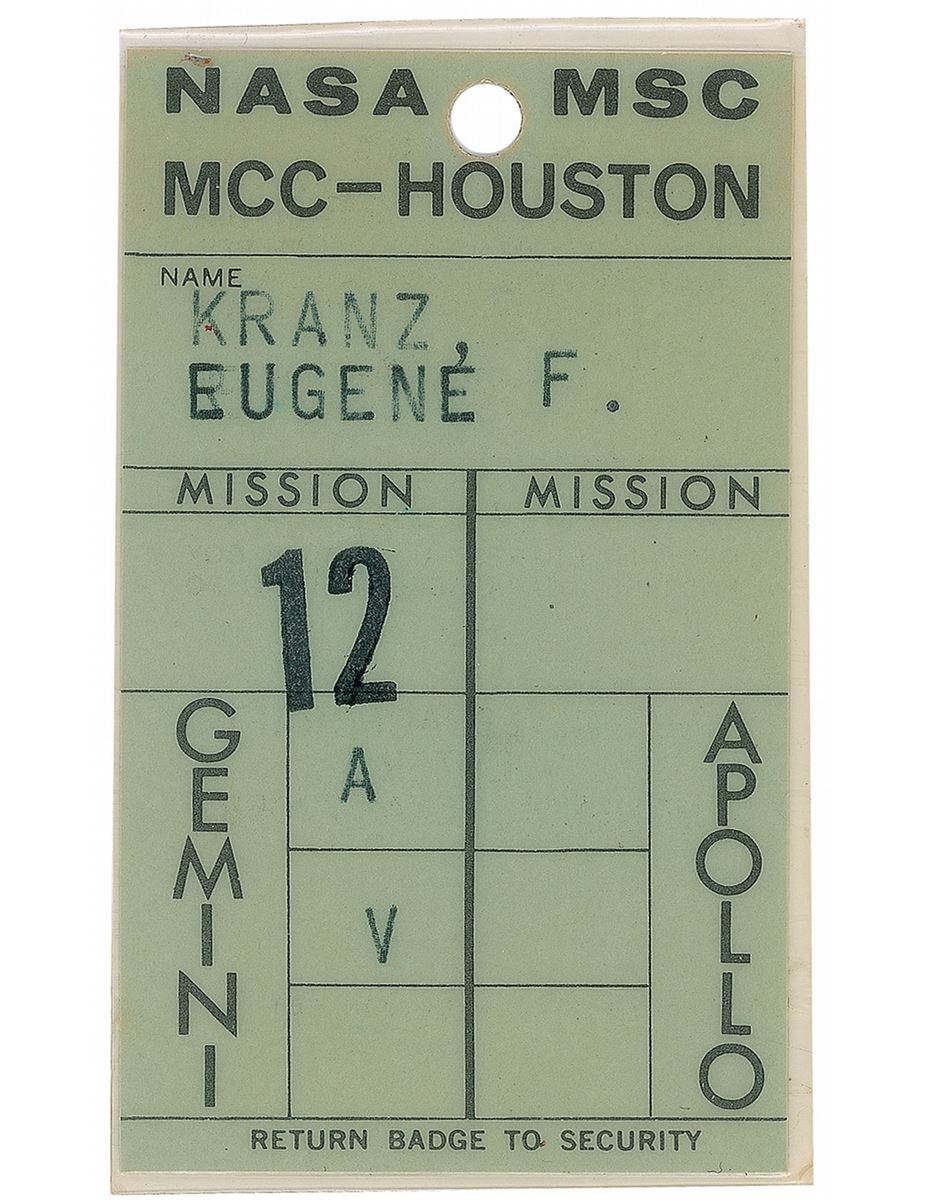 NASA MSC
MCC-HOUSTON
NAME
KRANZ,
EUGENE F.
MISSION MISSION
12
GEMINI
A
V
APOLLO
RETURN BADGE TO SECURITY